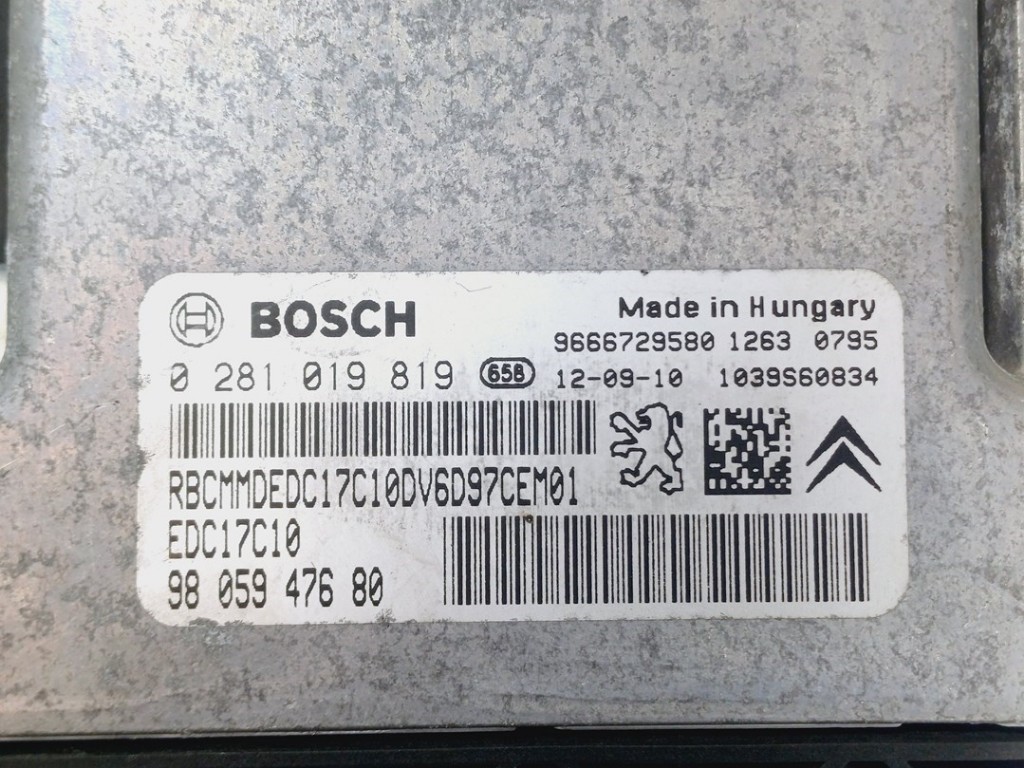 BOSCH
Made in Hungary
9666729580 1263 0795
0 281 019 819 65B 12-09-10 1039S60834
RBCMMDEDC17C10DV6D97CEM01
EDC17C10
98 059 476 80